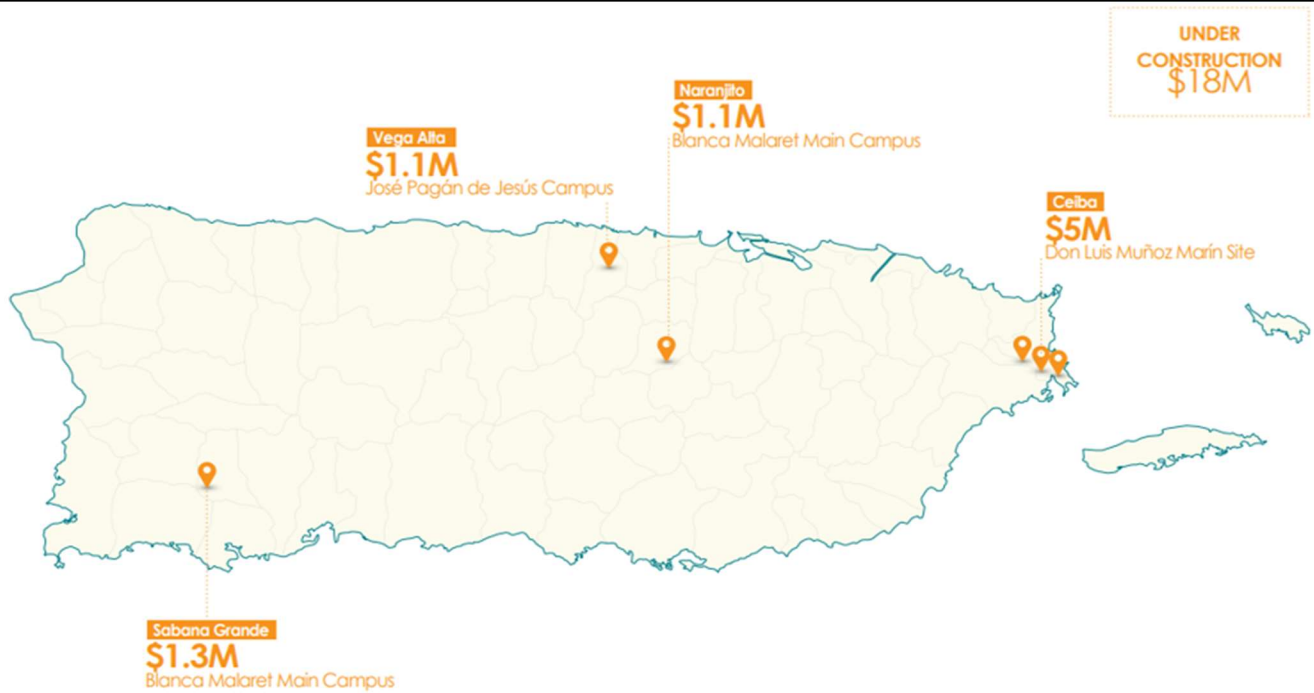 UNDER
CONSTRUCTION
$18M
Naranjito
$1.1M
Blanca Malaret Main Campus
Vega Alta
$1.1M
José Pagán de Jesús Campus
Ceiba
$5M
Don Luis Muñoz Marín Site
Sabana Grande
$1.3M
Blanca Malaret Main Campus